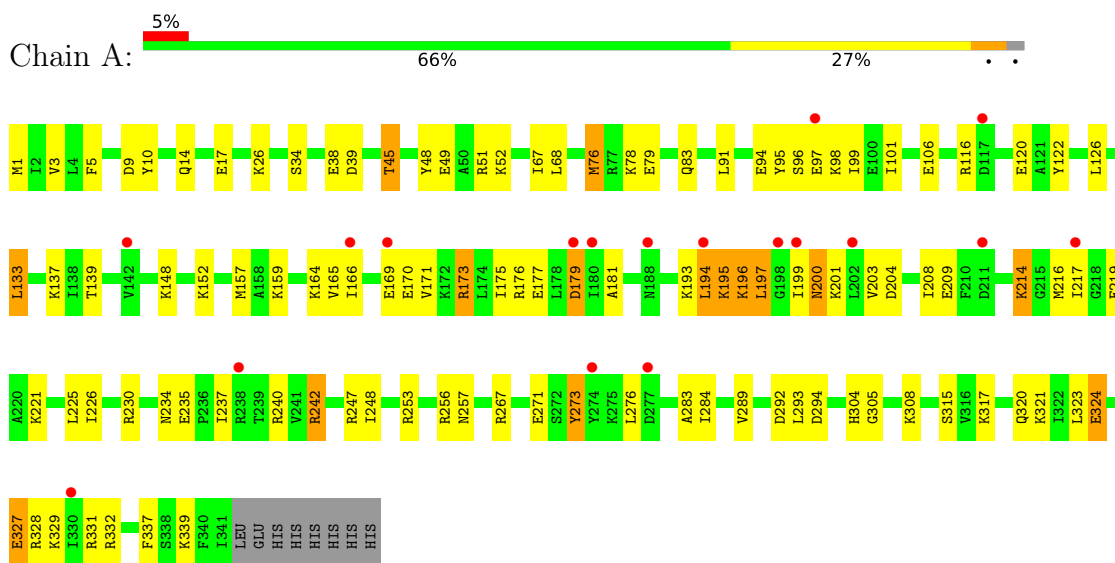 5%
Chain A:
66% 27% • •
M1 I2 V3 L4 F5 D9 Y10 Q14 E17 K26 S34 E38 D39 T45 Y48 E49 A50 R51 K52 I67 L68 M76 R77 K78 E79 Q83 L91 E94 Y95 S96 E97 K98 I99 E100 I101 E106 R116 D117 E120 A121 Y122 L126
L133 K137 I138 T139 V142 K148 K152 M157 A158 K159 K164 V165 I166 E169 E170 V171 K172 R173 L174 I175 R176 E177 L178 D179 I180 A181 N188 K193 L194 K195 K196 L197 G198 I199 N200 K201 L202 V203 D204 I208 E209 F210 D211 K214 G215 M216 I217 G218 E219
A220 K221 L225 I226 R230 N234 E235 P236 I237 R238 T239 R240 V241 R242 R247 I248 R253 R256 N257 R267 E271 S272 Y273 Y274 K275 L276 D277 A283 I284 V289 D292 L293 D294 H304 G305 K308 S315 V316 K317 Q320 K321 I322 L323 E324
E327 R328 K329 I330 R331 R332 F337 S338 K339 F340 I341 LEU GLU HIS HIS HIS HIS HIS HIS